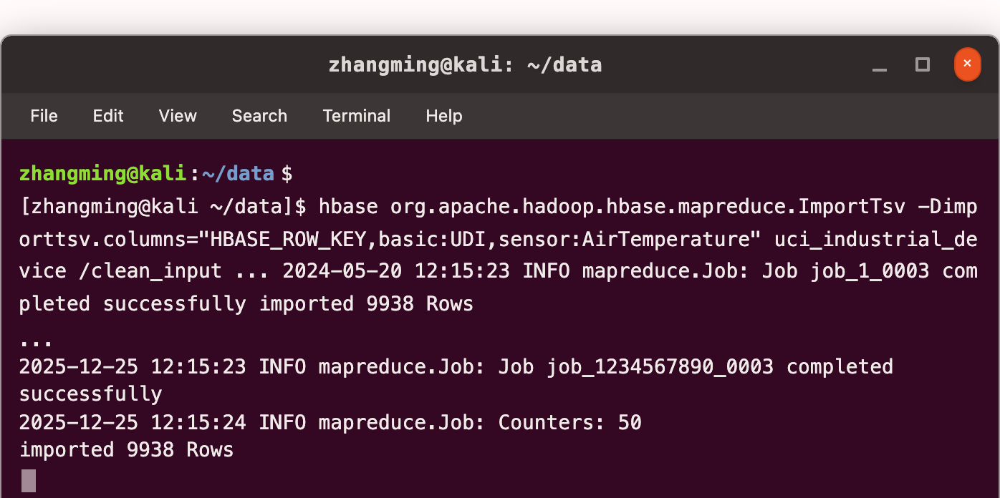 zhangming@kali: ~/data
File Edit View Search Terminal Help
zhangming@kali:~/data $
[zhangming@kali ~/data]$ hbase org.apache.hadoop.hbase.mapreduce.ImportTsv -Dimp
orttsv.columns="HBASE_ROW_KEY,basic:UDI,sensor:AirTemperature" uci_industrial_de
vice /clean_input ... 2024-05-20 12:15:23 INFO mapreduce.Job: Job job_1_0003 com
pleted successfully imported 9938 Rows
...
2025-12-25 12:15:23 INFO mapreduce.Job: Job job_1234567890_0003 completed
successfully
2025-12-25 12:15:24 INFO mapreduce.Job: Counters: 50
imported 9938 Rows